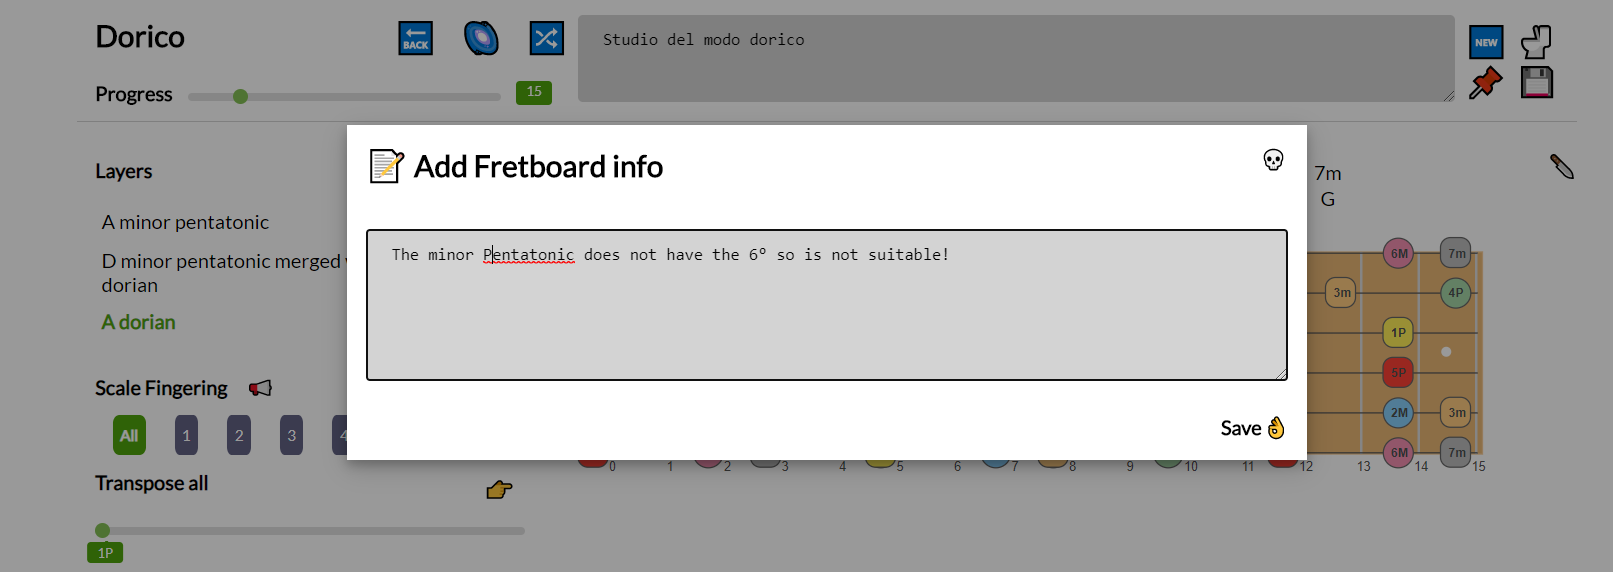 Dorico
BACK
Studio del modo dorico
NEW
Progress
15
Layers
A minor pentatonic
D minor pentatonic merged
dorian
A dorian
Scale Fingering
All 1 2 3 4
Transpose all
1P
Add Fretboard info
The minor Pentatonic does not have the 6º so is not suitable!
Save
7m
G
6M 7m
3m 4P
1P
5P
2M 3m
6M 7m
0 1 2 3 4 5 6 7 8 9 10 11 12 13 14 15